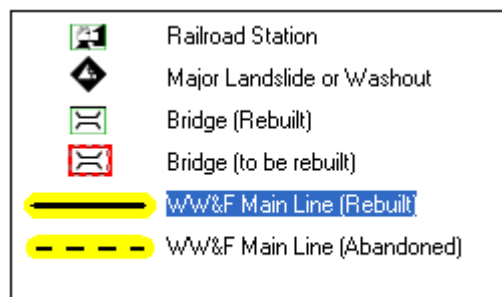 Railroad Station
Major Landslide or Washout
Bridge (Rebuilt)
Bridge (to be rebuilt)
WW&F Main Line (Rebuilt)
WW&F Main Line (Abandoned)